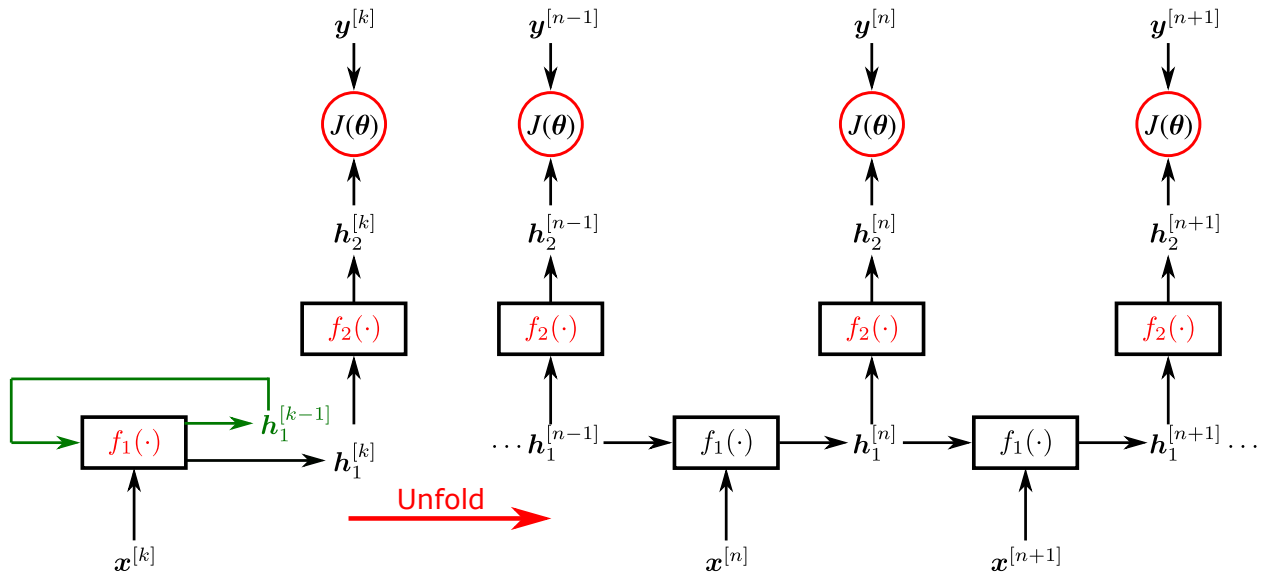 y^{[k]} y^{[n-1]} y^{[n]} y^{[n+1]}
J(θ) J(θ) J(θ) J(θ)
h_2^{[k]} h_2^{[n-1]} h_2^{[n]} h_2^{[n+1]}
f_2(·) f_2(·) f_2(·) f_2(·)
h_1^{[k-1]}
f_1(·) h_1^{[k]} ··· h_1^{[n-1]} f_1(·) h_1^{[n]} f_1(·) h_1^{[n+1]} ···
Unfold
x^{[k]} x^{[n]} x^{[n+1]}